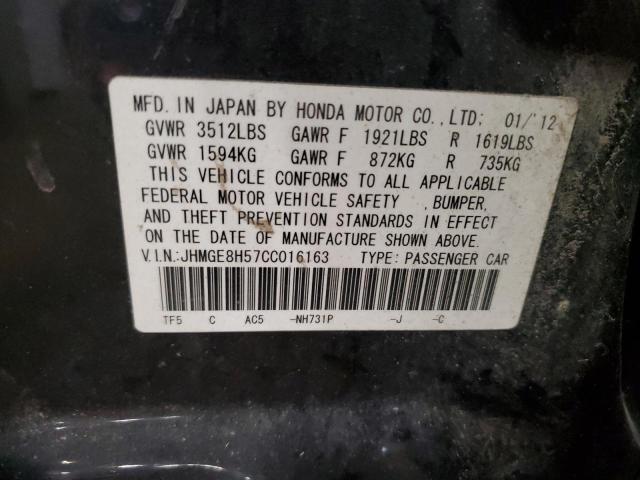 MFD. IN JAPAN BY HONDA MOTOR CO., LTD; 01/'12
GVWR 3512LBS GAWR F 1921LBS R 1619LBS
GVWR 1594KG GAWR F 872KG R 735KG
THIS VEHICLE CONFORMS TO ALL APPLICABLE
FEDERAL MOTOR VEHICLE SAFETY , BUMPER,
AND THEFT PREVENTION STANDARDS IN EFFECT
ON THE DATE OF MANUFACTURE SHOWN ABOVE.
V.I.N.:JHMGE8H57CC016163 TYPE: PASSENGER CAR
TF5 C AC5 -NH731P -J -C